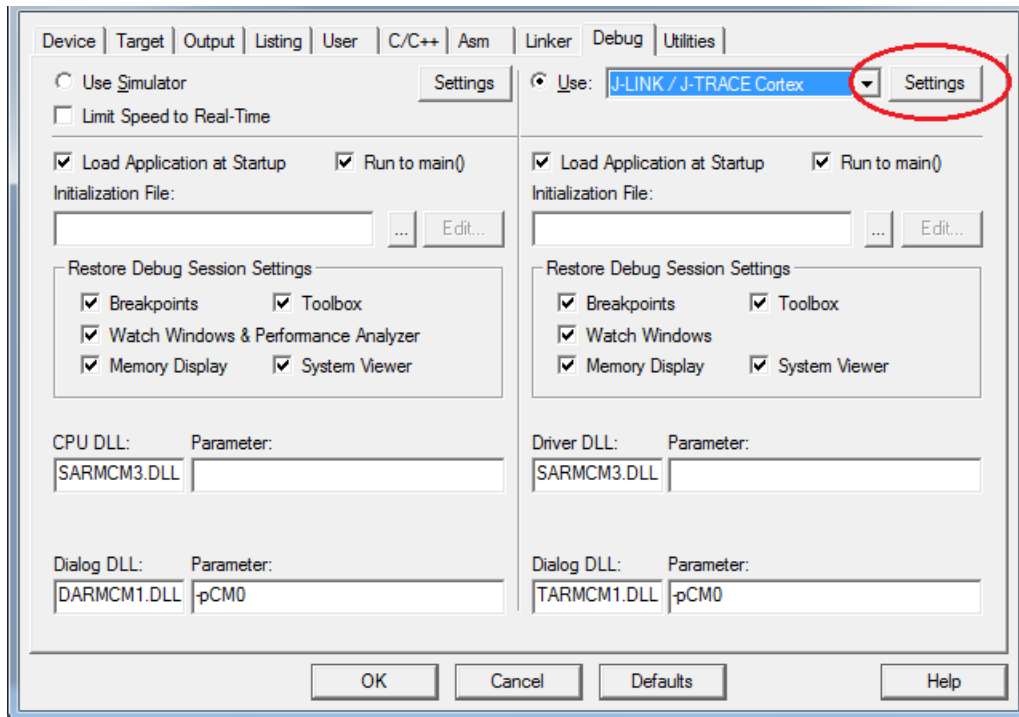 Device Target Output Listing User C/C++ Asm Linker Debug Utilities
Use Simulator Settings
Limit Speed to Real-Time
Use: J-LINK / J-TRACE Cortex Settings
Load Application at Startup Run to main()
Initialization File:
... Edit...
Restore Debug Session Settings
Breakpoints Toolbox
Watch Windows & Performance Analyzer
Memory Display System Viewer
CPU DLL: Parameter:
SARMCM3.DLL
Dialog DLL: Parameter:
DARMCM1.DLL -pCM0
Load Application at Startup Run to main()
Initialization File:
... Edit...
Restore Debug Session Settings
Breakpoints Toolbox
Watch Windows
Memory Display System Viewer
Driver DLL: Parameter:
SARMCM3.DLL
Dialog DLL: Parameter:
TARMCM1.DLL -pCM0
OK Cancel Defaults Help